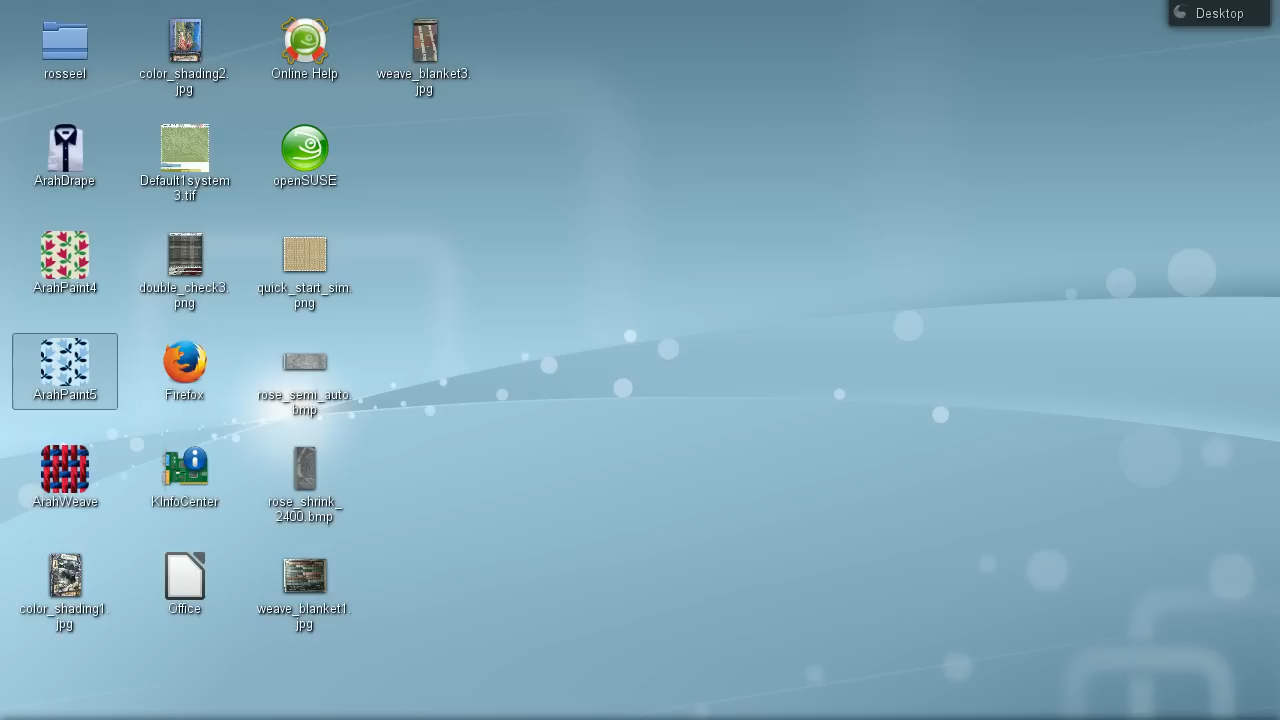 Desktop
rosseel
color_shading2.
jpg
Online Help
weave_blanket3.
jpg
ArahDrape
Default1system
3.tif
openSUSE
ArahPaint4
double_check3.
png
quick_start_sim.
png
ArahPaint5
Firefox
rose_semi_auto.
bmp
ArahWeave
KInfoCenter
rose_shrink_
2400.bmp
color_shading1.
jpg
Office
weave_blanket1.
jpg